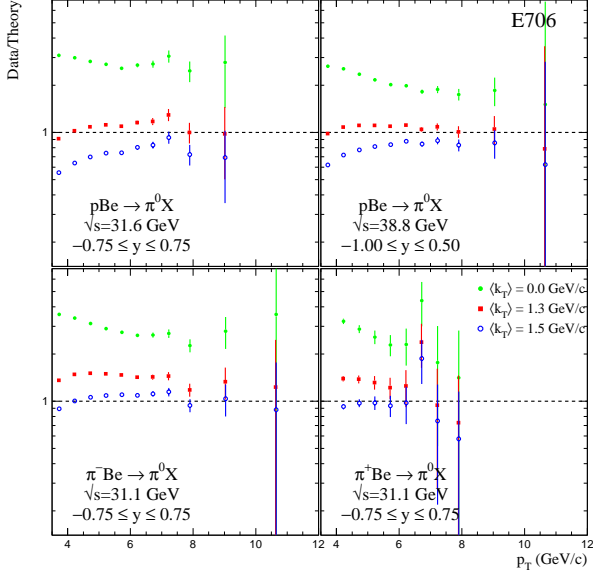 E706
Data/Theory
1
pBe → π⁰X
√s=31.6 GeV
−0.75 ≤ y ≤ 0.75
pBe → π⁰X
√s=38.8 GeV
−1.00 ≤ y ≤ 0.50
⟨k_T⟩ = 0.0 GeV/c
⟨k_T⟩ = 1.3 GeV/c
⟨k_T⟩ = 1.5 GeV/c
1
π⁻Be → π⁰X
√s=31.1 GeV
−0.75 ≤ y ≤ 0.75
π⁺Be → π⁰X
√s=31.1 GeV
−0.75 ≤ y ≤ 0.75
4 6 8 10 12 4 6 8 10 12
p_T (GeV/c)